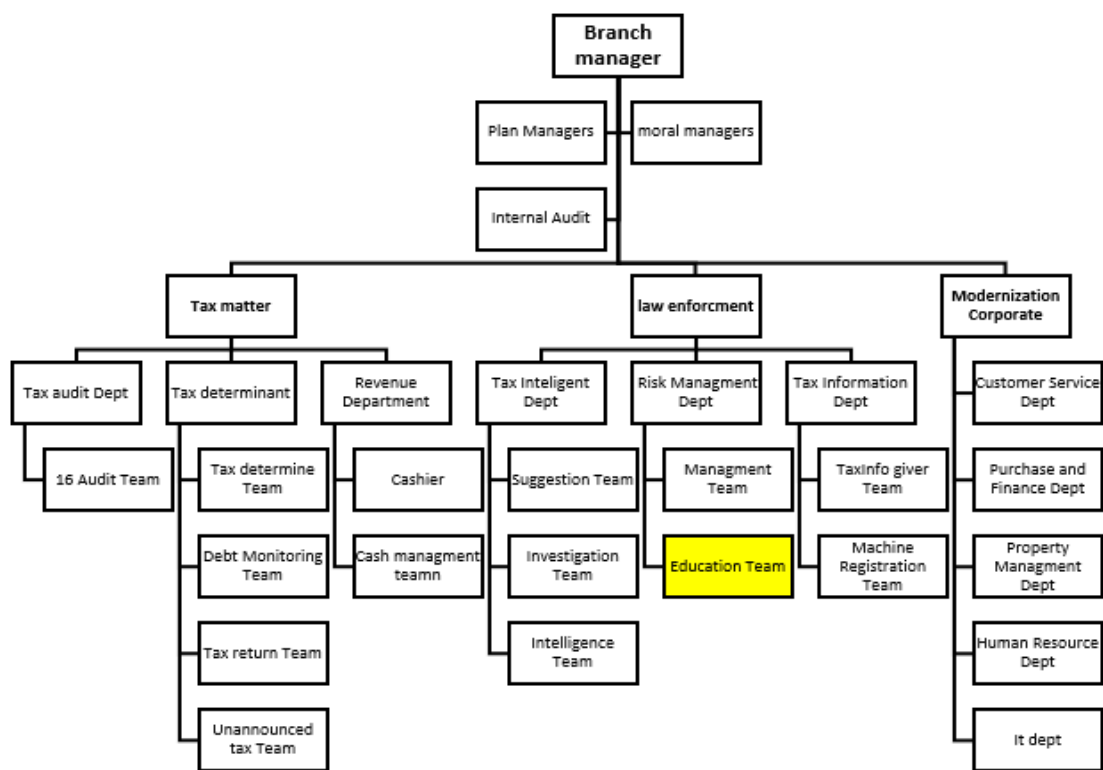 Branch
manager
Plan Managers
moral managers
Internal Audit
Tax matter
law enforcment
Modernization
Corporate
Tax audit Dept
Tax determinant
Revenue
Department
Tax Inteligent
Dept
Risk Managment
Dept
Tax Information
Dept
Customer Service
Dept
16 Audit Team
Tax determine
Team
Cashier
Suggestion Team
Managment
Team
TaxInfo giver
Team
Purchase and
Finance Dept
Debt Monitoring
Team
Cash managment
teamn
Investigation
Team
Education Team
Machine
Registration
Team
Property
Managment
Dept
Tax return Team
Intelligence
Team
Human Resource
Dept
Unannounced
tax Team
It dept